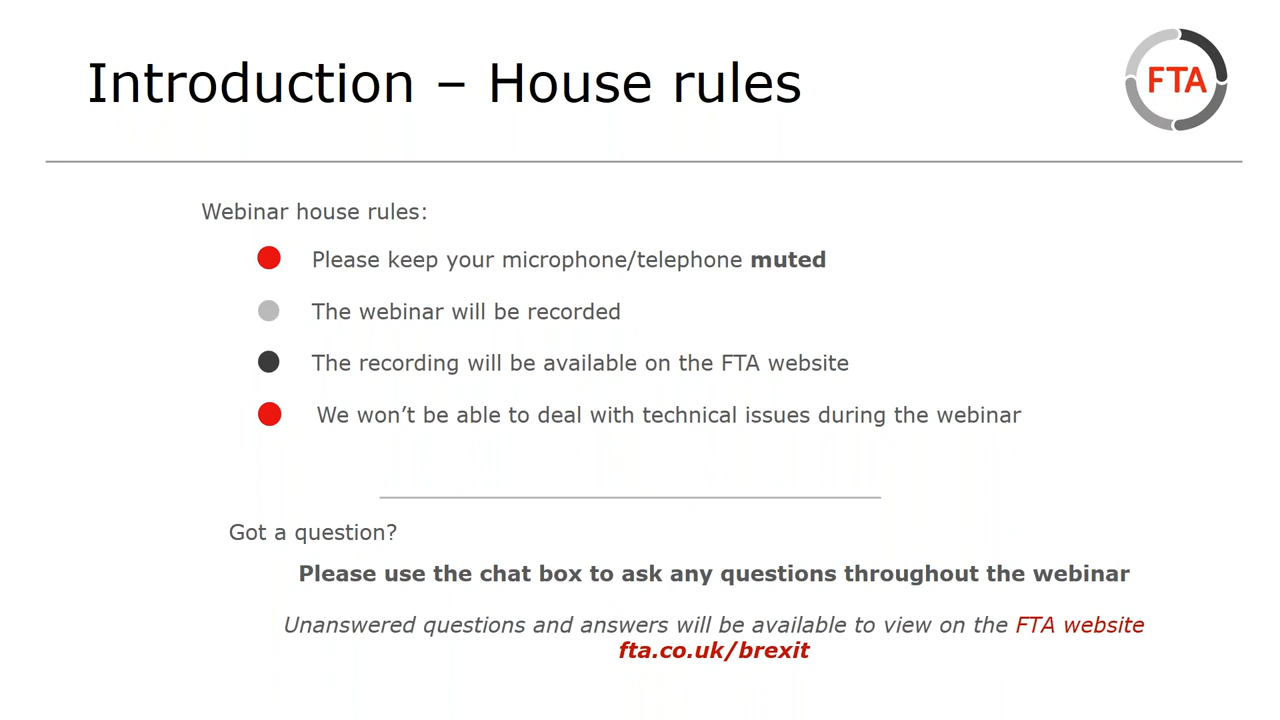 Introduction – House rules
FTA
Webinar house rules:
Please keep your microphone/telephone muted
The webinar will be recorded
The recording will be available on the FTA website
We won’t be able to deal with technical issues during the webinar
Got a question?
Please use the chat box to ask any questions throughout the webinar
Unanswered questions and answers will be available to view on the FTA website
fta.co.uk/brexit